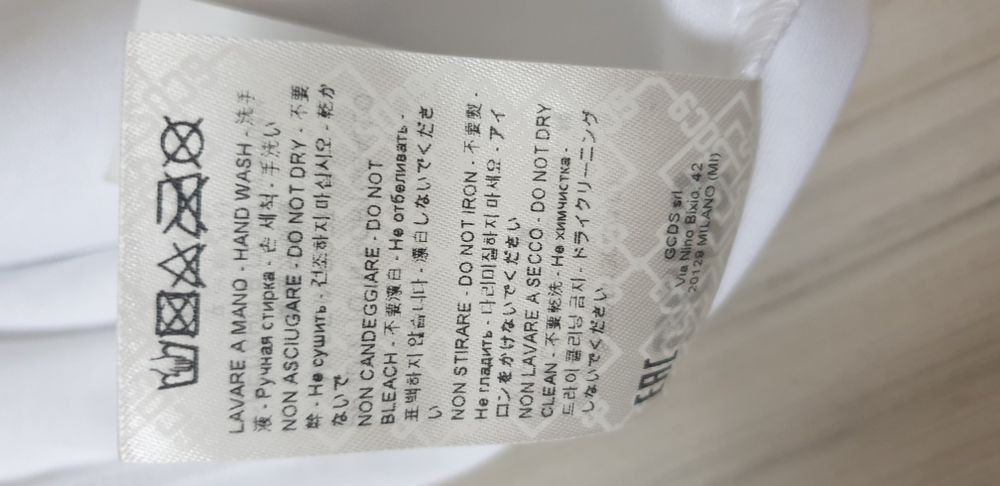 LAVARE A MANO - HAND WASH - 洗手
液 - Ручная стирка - 손 세척 - 手洗い
NON ASCIUGARE - DO NOT DRY - 不要
幹 - Не сушить - 건조하지 마십시오 - 乾か
ないで
NON CANDEGGIARE - DO NOT
BLEACH - 不要漂白 - Не отбеливать -
표백하지 않습니다 - 漂白しないでくださ
い
NON STIRARE - DO NOT IRON - 不要熨 -
Не гладить - 다리미질하지 마세요 - アイ
ロンをかけないでください
NON LAVARE A SECCO - DO NOT DRY
CLEAN - 不要乾洗 - Не химчистка -
드라이 클리닝 금지 - ドライクリーニング
しないでください
GCDS srl
Via Nino Bixio, 42
20129 MILANO (MI)
EAC